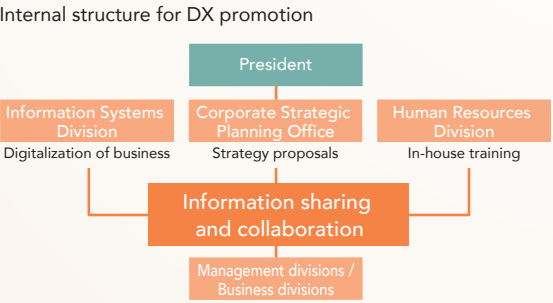 Internal structure for DX promotion
President
Information Systems
Division
Corporate Strategic
Planning Office
Human Resources
Division
Digitalization of business
Strategy proposals
In-house training
Information sharing
and collaboration
Management divisions /
Business divisions